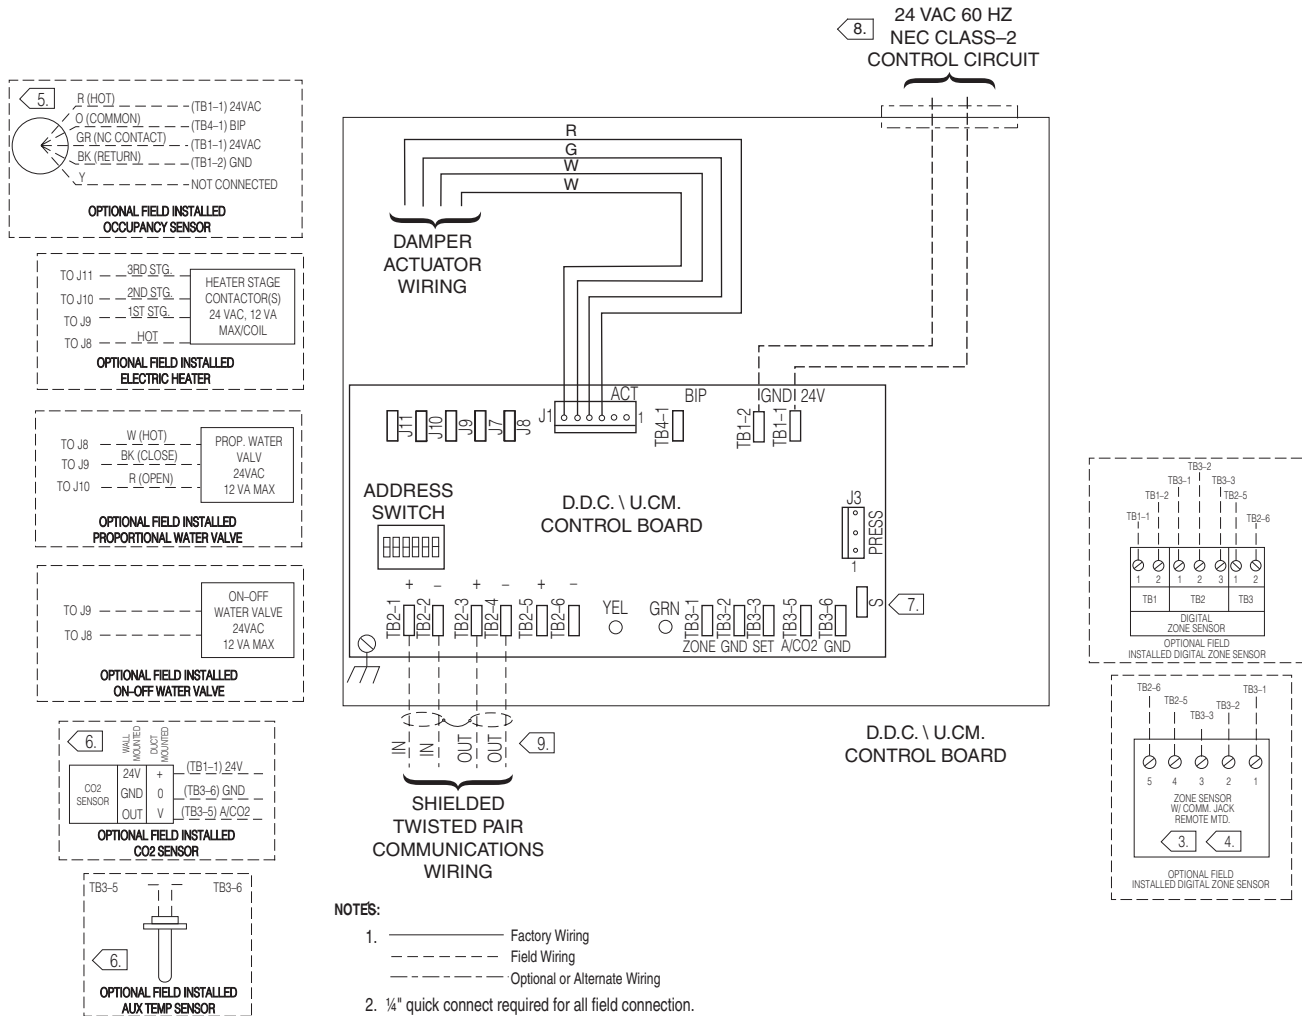 8.
24 VAC 60 HZ
NEC CLASS–2
CONTROL CIRCUIT
5.
R (HOT)
(TB1–1) 24VAC
O (COMMON)
(TB4–1) BIP
GR (NC CONTACT)
(TB1–1) 24VAC
BK (RETURN)
(TB1–2) GND
Y
NOT CONNECTED
OPTIONAL FIELD INSTALLED
OCCUPANCY SENSOR
TO J11
3RD STG.
TO J10
2ND STG.
TO J9
1ST STG.
TO J8
HOT
HEATER STAGE
CONTACTOR(S)
24 VAC, 12 VA
MAX/COIL
OPTIONAL FIELD INSTALLED
ELECTRIC HEATER
TO J8
W (HOT)
TO J9
BK (CLOSE)
TO J10
R (OPEN)
PROP. WATER
VALV
24VAC
12 VA MAX
OPTIONAL FIELD INSTALLED
PROPORTIONAL WATER VALVE
TO J9
TO J8
ON–OFF
WATER VALVE
24VAC
12 VA MAX
OPTIONAL FIELD INSTALLED
ON–OFF WATER VALVE
6.
WALL
MOUNTED
DUCT
MOUNTED
CO2
SENSOR
24V
+
(TB1–1) 24V
GND
0
(TB3–6) GND
OUT
V
(TB3–5) A/CO2
OPTIONAL FIELD INSTALLED
CO2 SENSOR
TB3–5
TB3–6
6.
OPTIONAL FIELD INSTALLED
AUX TEMP SENSOR
R
G
W
W
DAMPER
ACTUATOR
WIRING
J11
J10
J9
J7
J8
J1
ACT
1
BIP
TB4–1
GND
24V
TB1–2
TB1–1
ADDRESS
SWITCH
D.D.C. \ U.C.M.
CONTROL BOARD
J3
PRESS
1
+
–
+
–
+
–
TB2–1
TB2–2
TB2–3
TB2–4
TB2–5
TB2–6
YEL
GRN
TB3–1
TB3–2
TB3–3
TB3–5
TB3–6
S
7.
ZONE
GND
SET
A/CO2
GND
IN
IN
OUT
OUT
9.
SHIELDED
TWISTED PAIR
COMMUNICATIONS
WIRING
D.D.C. \ U.CM.
CONTROL BOARD
TB3–2
TB3–1
TB3–3
TB1–2
TB2–5
TB1–1
TB2–6
1
2
1
2
3
1
2
TB1
TB2
TB3
DIGITAL
ZONE SENSOR
OPTIONAL FIELD
INSTALLED DIGITAL ZONE SENSOR
TB2–6
TB2–5
TB3–3
TB3–2
TB3–1
5
4
3
2
1
ZONE SENSOR
W/ COMM. JACK
REMOTE MTD.
3.
4.
OPTIONAL FIELD
INSTALLED DIGITAL ZONE SENSOR
NOTES:
1.
Factory Wiring
Field Wiring
Optional or Alternate Wiring
2. ¼" quick connect required for all field connection.